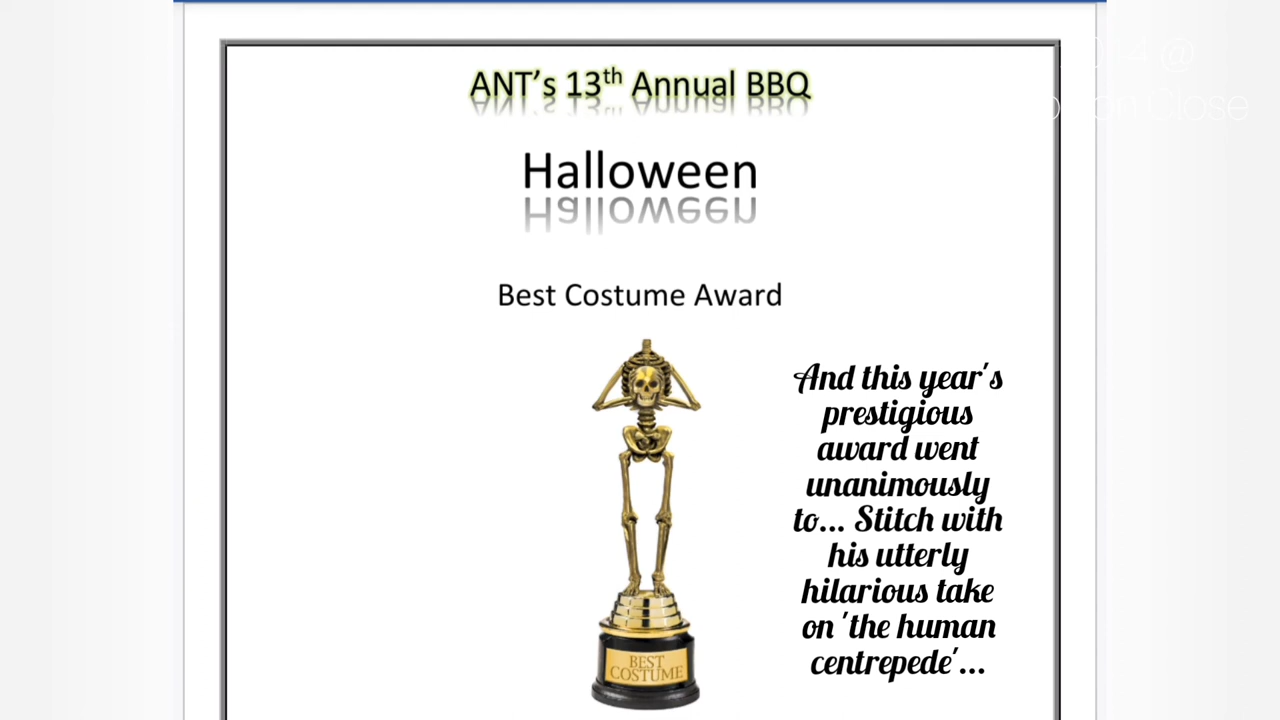 ANT's 13th Annual BBQ
Halloween
Best Costume Award
And this year's
prestigious
award went
unanimously
to... Stitch with
his utterly
hilarious take
on 'the human
centrepede'...
BEST
COSTUME
@
Close